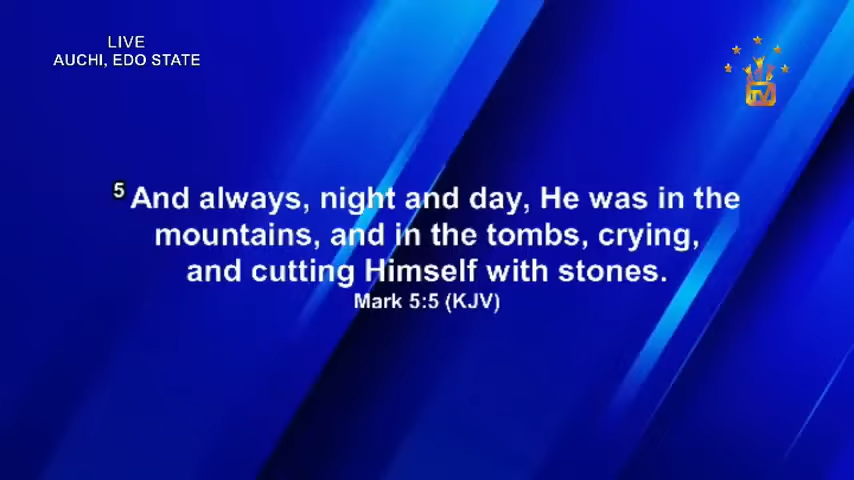 LIVE
AUCHI, EDO STATE
TV
5 And always, night and day, He was in the
mountains, and in the tombs, crying,
and cutting Himself with stones.
Mark 5:5 (KJV)